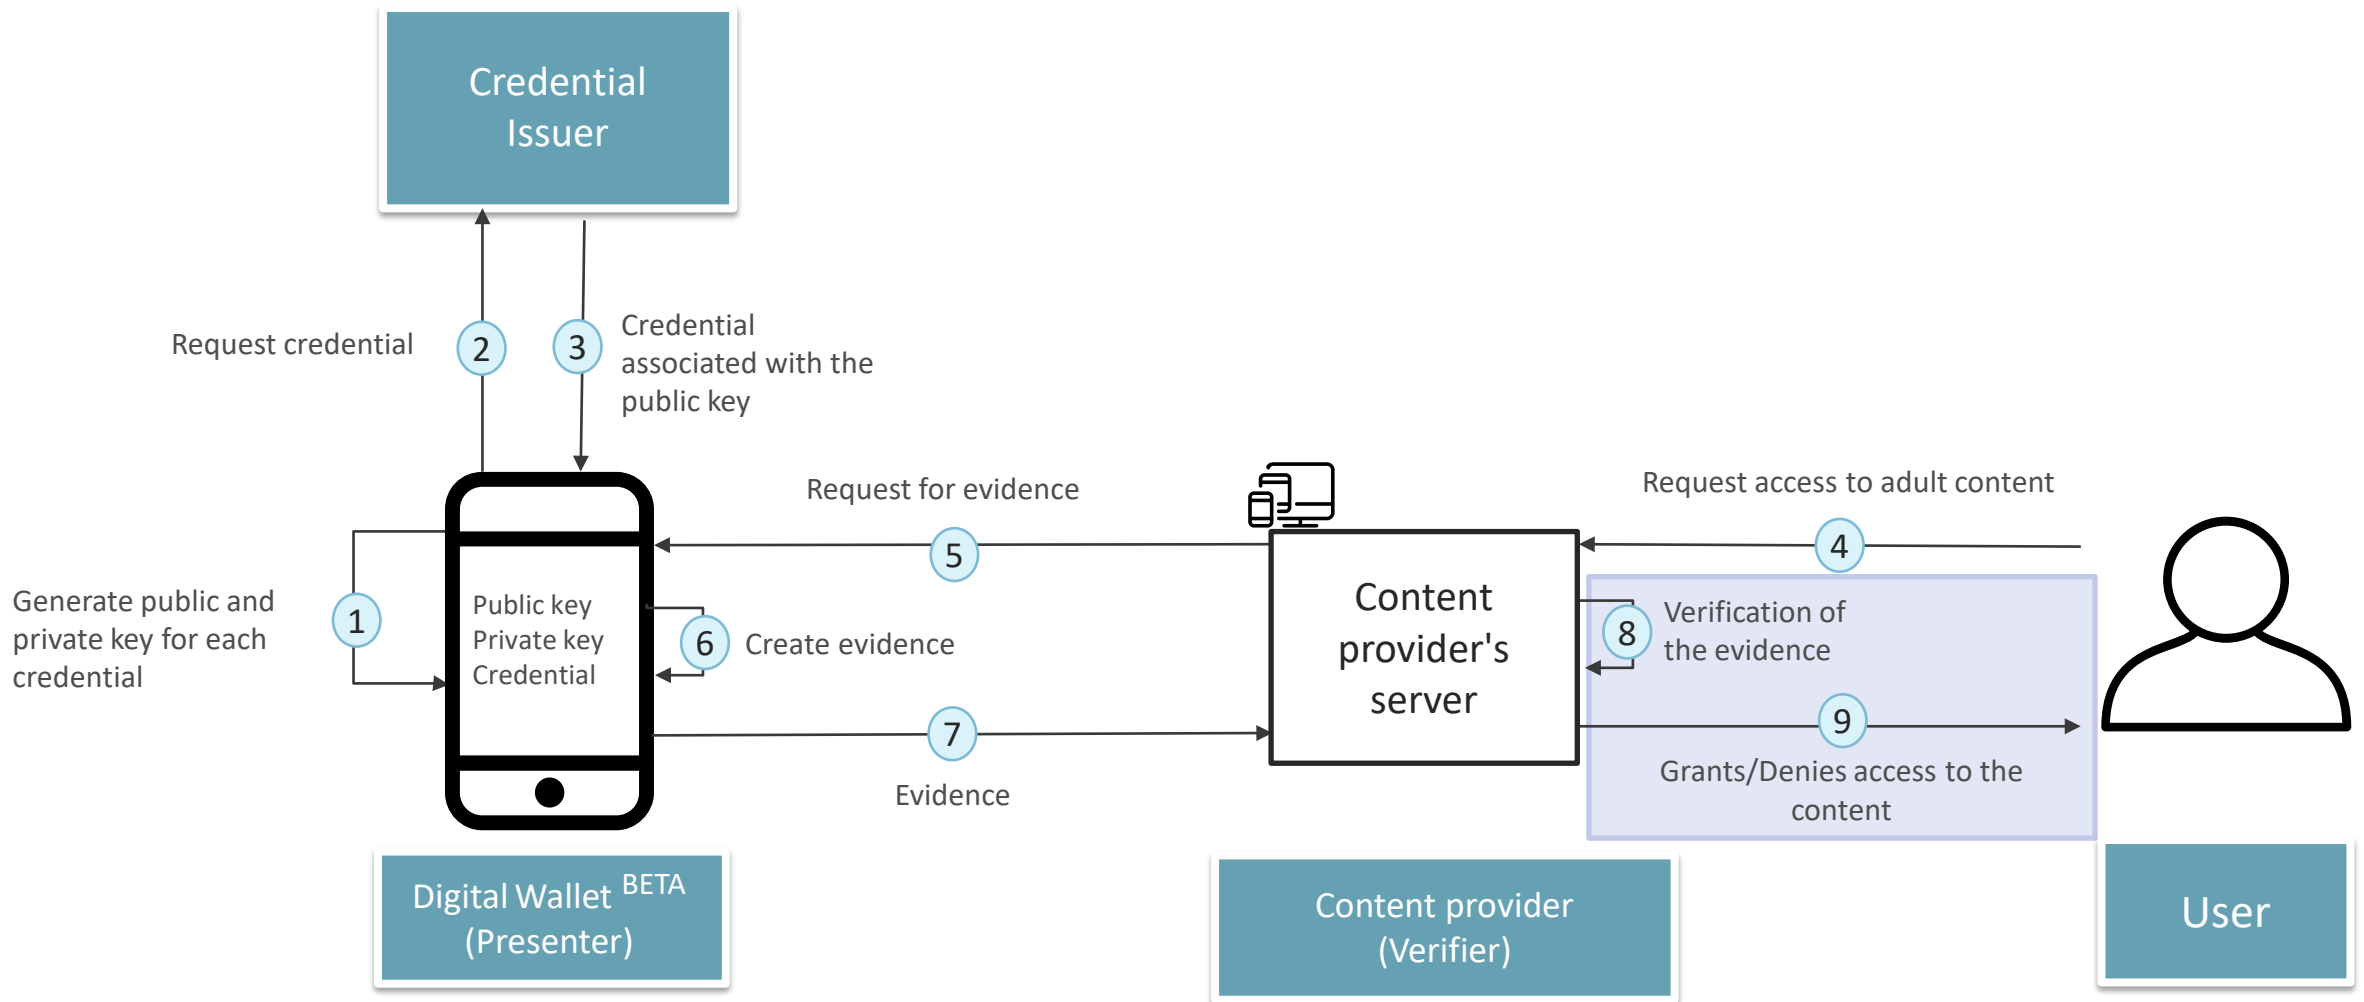 Credential
Issuer
Request credential
2
3
Credential
associated with the
public key
Request for evidence
Request access to adult content
5
4
Generate public and
private key for each
credential
1
Public key
Private key
Credential
6
Create evidence
Content
provider's
server
8
Verification of
the evidence
7
9
Evidence
Grants/Denies access to the
content
Digital Wallet BETA
(Presenter)
Content provider
(Verifier)
User